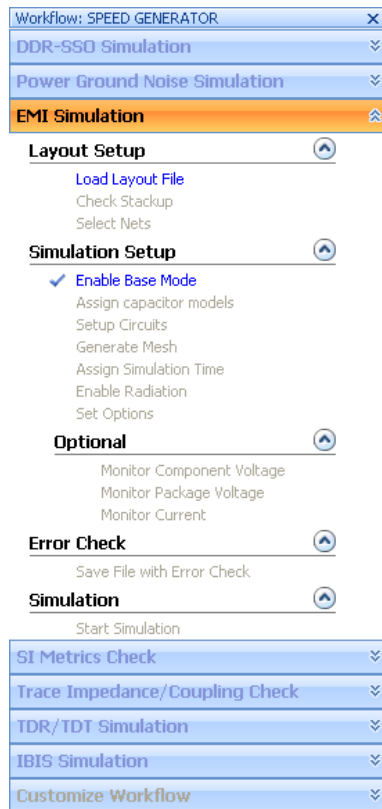 Workflow: SPEED GENERATOR
DDR-SSO Simulation
Power Ground Noise Simulation
EMI Simulation
Layout Setup
Load Layout File
Check Stackup
Select Nets
Simulation Setup
Enable Base Mode
Assign capacitor models
Setup Circuits
Generate Mesh
Assign Simulation Time
Enable Radiation
Set Options
Optional
Monitor Component Voltage
Monitor Package Voltage
Monitor Current
Error Check
Save File with Error Check
Simulation
Start Simulation
SI Metrics Check
Trace Impedance/Coupling Check
TDR/TDT Simulation
IBIS Simulation
Customize Workflow